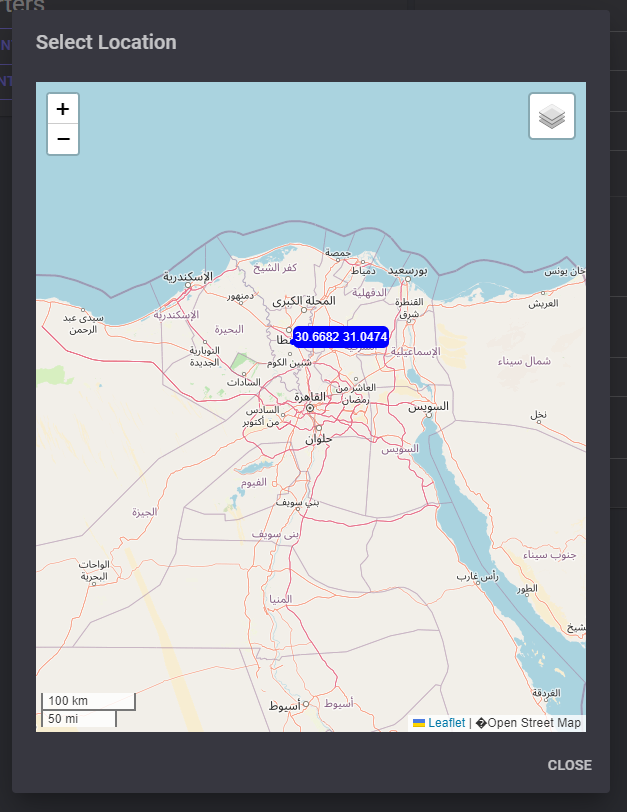 rters
Select Location
+
−
جمصة
الإسكندرية
كفر الشيخ
دمياط
بورسعيد
جان يونس
دمنهور
المحلة الكبرى
الدقهلية
القنطرة
شرق
العريش
سيدي عبد
الرحمن
الإسكندرية
البحيرة
30.6682 31.0474
النوبارية
الجديدة
شبين الكوم
الإسماعيلية
شمال سيناء
السادات
العاشر من
رمضان
القاهرة
السادس
من أكتوبر
السويس
نخل
حلوان
السويس
الفيوم
بني سويف
الجيزة
بني سويف
الواحات
البحرية
جنوب سيناء
رأس غارب
الطور
المنيا
الغردقة
أسيوط
أسيوط
100 km
50 mi
Leaflet | �Open Street Map
CLOSE